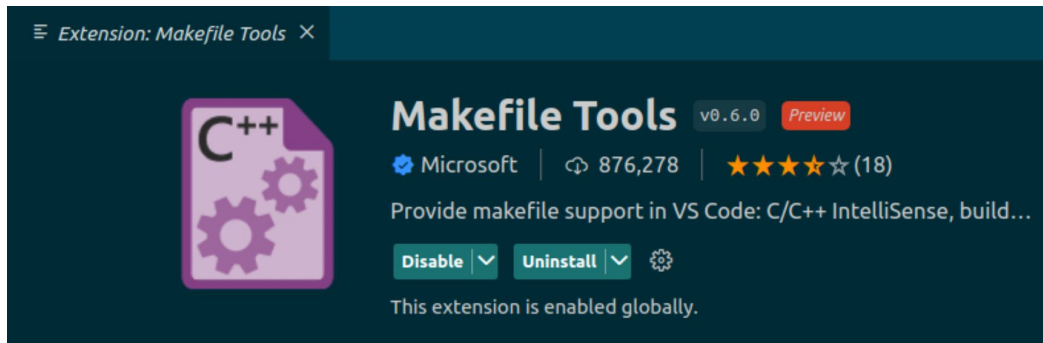 Extension: Makefile Tools
C++
Makefile Tools v0.6.0 Preview
Microsoft 876,278 (18)
Provide makefile support in VS Code: C/C++ IntelliSense, build…
Disable Uninstall
This extension is enabled globally.